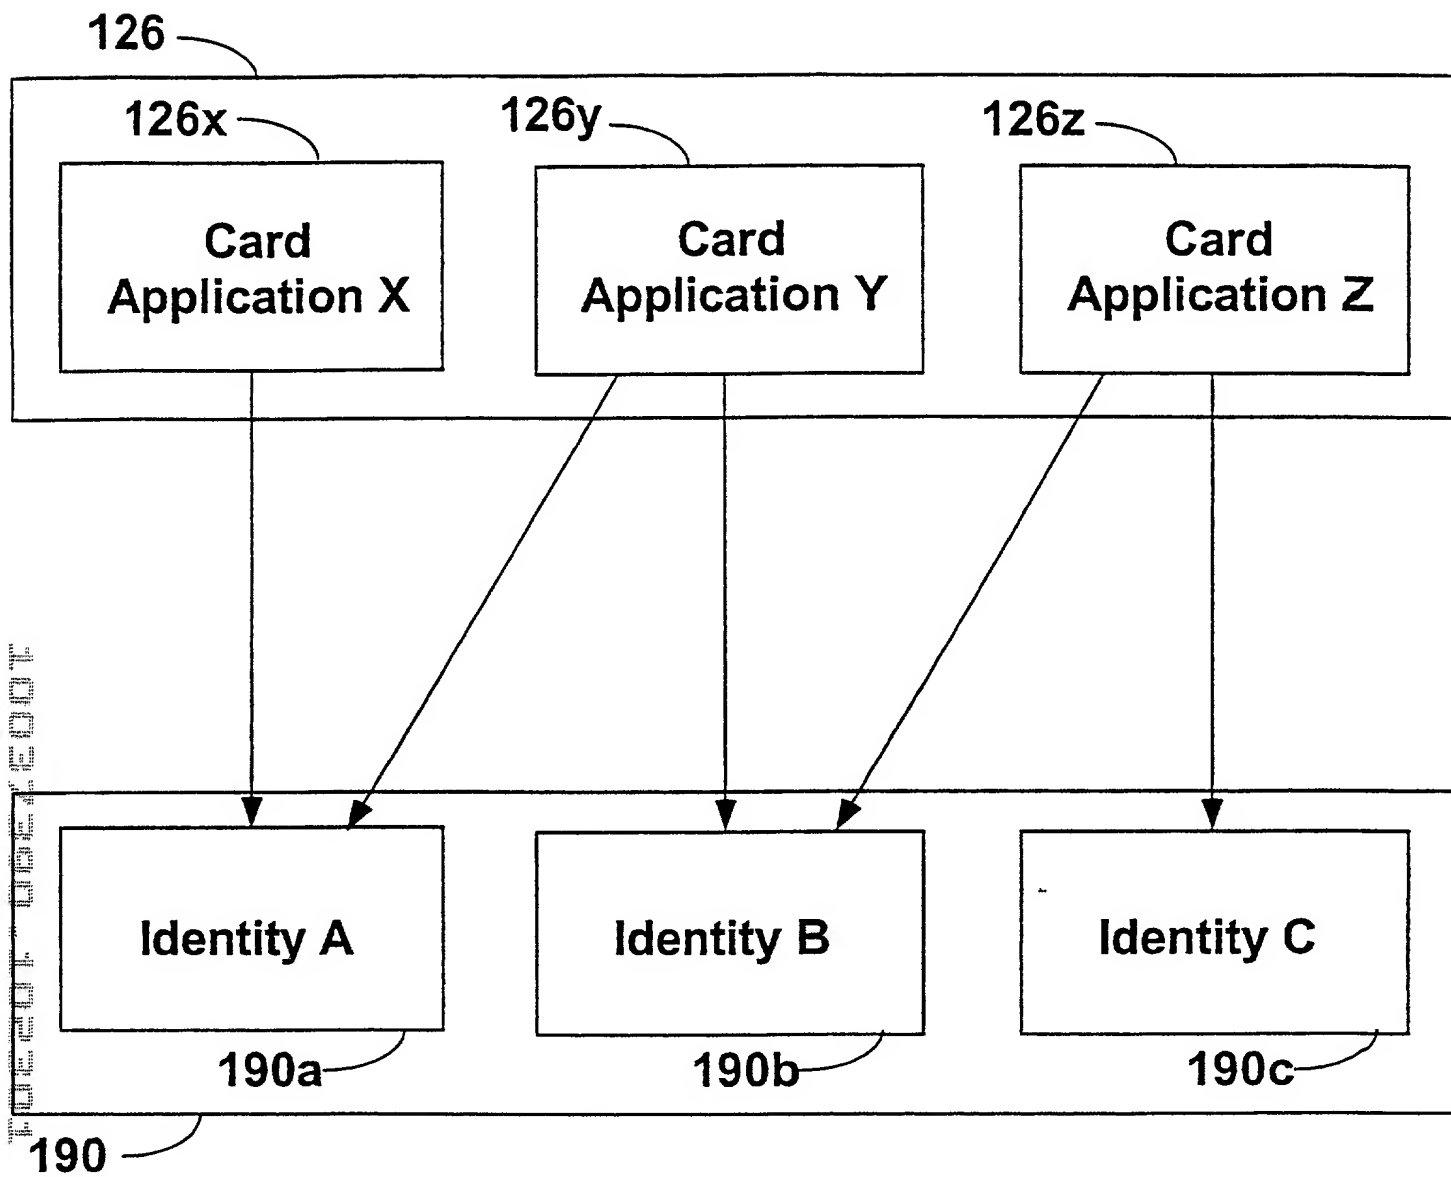 126
126x
126y
126z
Card
Application X
Card
Application Y
Card
Application Z
Identity A
Identity B
Identity C
190a
190b
190c
190